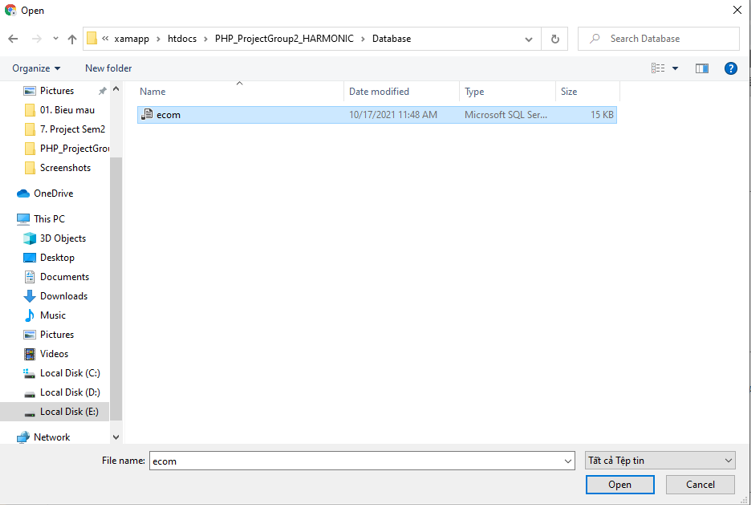 Open
« xamapp › htdocs › PHP_ProjectGroup2_HARMONIC › Database
Search Database
Organize
New folder
Pictures
01. Bieu mau
7. Project Sem2
PHP_ProjectGrou
Screenshots
OneDrive
This PC
3D Objects
Desktop
Documents
Downloads
Music
Pictures
Videos
Local Disk (C:)
Local Disk (D:)
Local Disk (E:)
Network
Name Date modified Type Size
ecom 10/17/2021 11:48 AM Microsoft SQL Ser... 15 KB
File name: ecom
Tất cả Tệp tin
Open Cancel